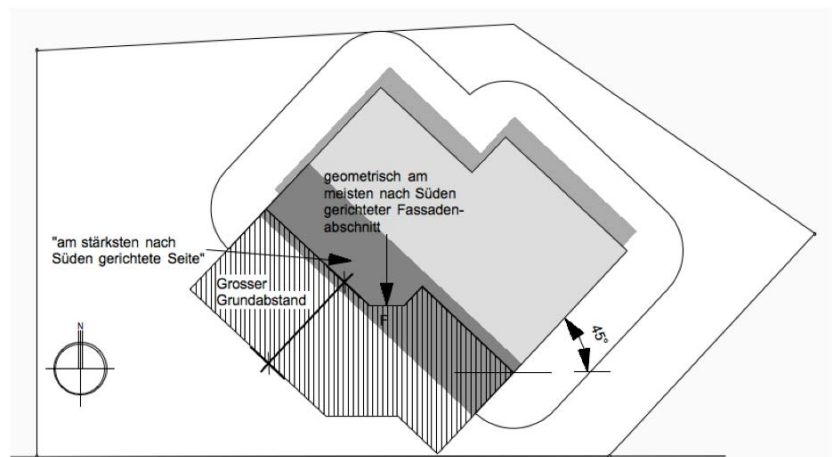 geometrisch am
meisten nach Süden
gerichteter Fassaden-
abschnitt
"am stärksten nach
Süden gerichtete Seite"
Grosser
Grundabstand
F
N
45°